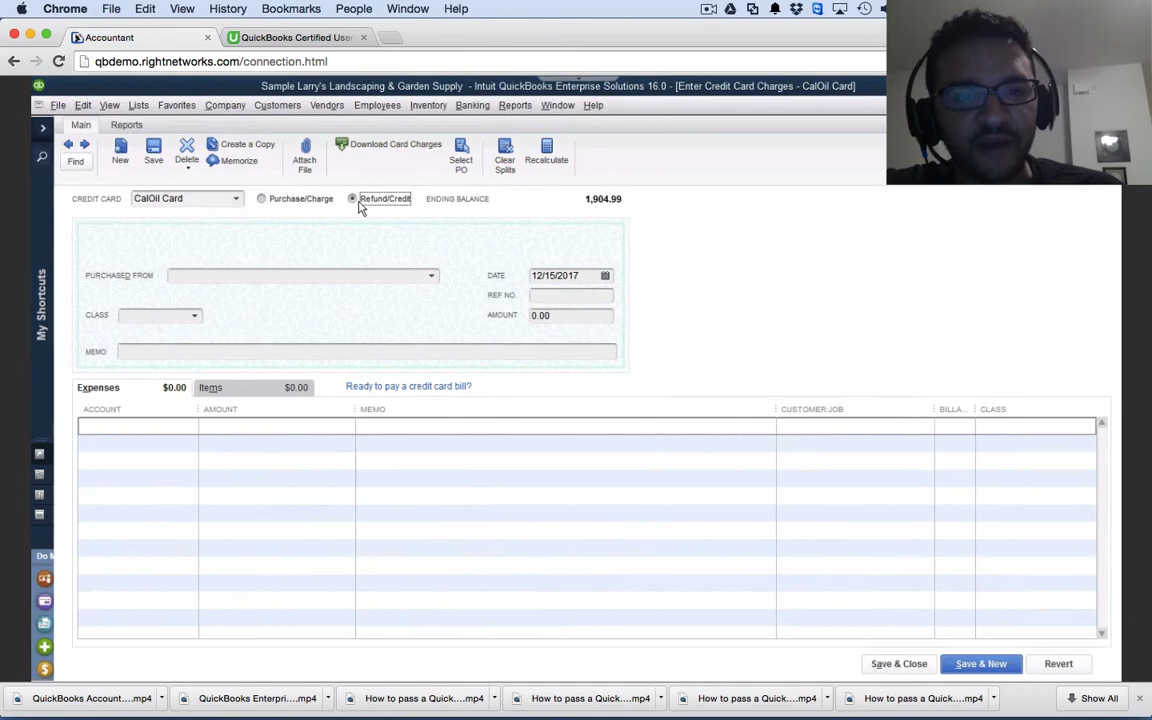 Chrome File Edit View History Bookmarks People Window Help
Accountant × QuickBooks Certified Use ×
qbdemo.rightnetworks.com/connection.html
Sample Larry's Landscaping & Garden Supply - Intuit QuickBooks Enterprise Solutions 16.0 - [Enter Credit Card Charges - CalOil Card]
File Edit View Lists Favorites Company Customers Vendors Employees Inventory Banking Reports Window Help
Main Reports
Find New Save Delete Create a Copy Memorize Attach File Download Card Charges Select PO Clear Splits Recalculate
CREDIT CARD CalOil Card Purchase/Charge Refund/Credit ENDING BALANCE 1,904.99
PURCHASED FROM DATE 12/15/2017
REF NO.
CLASS AMOUNT 0.00
MEMO
My Shortcuts
Expenses $0.00 Items $0.00 Ready to pay a credit card bill?
ACCOUNT AMOUNT MEMO CUSTOMER:JOB BILLA... CLASS
Do M
Save & Close Save & New Revert
QuickBooks Account....mp4 QuickBooks Enterpri....mp4 How to pass a Quick....mp4 How to pass a Quick....mp4 How to pass a Quick....mp4 How to pass a Quick....mp4 Show All ×